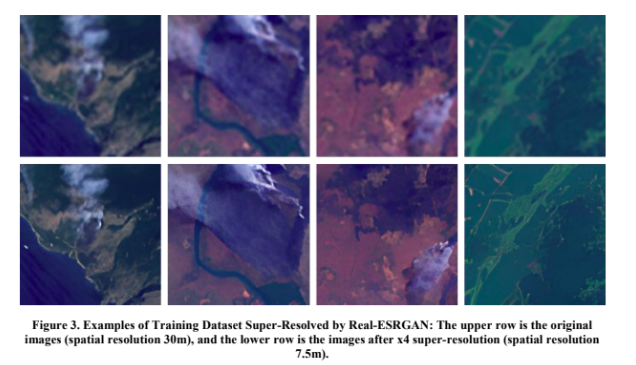 Figure 3. Examples of Training Dataset Super-Resolved by Real-ESRGAN: The upper row is the original
images (spatial resolution 30m), and the lower row is the images after x4 super-resolution (spatial resolution
7.5m).